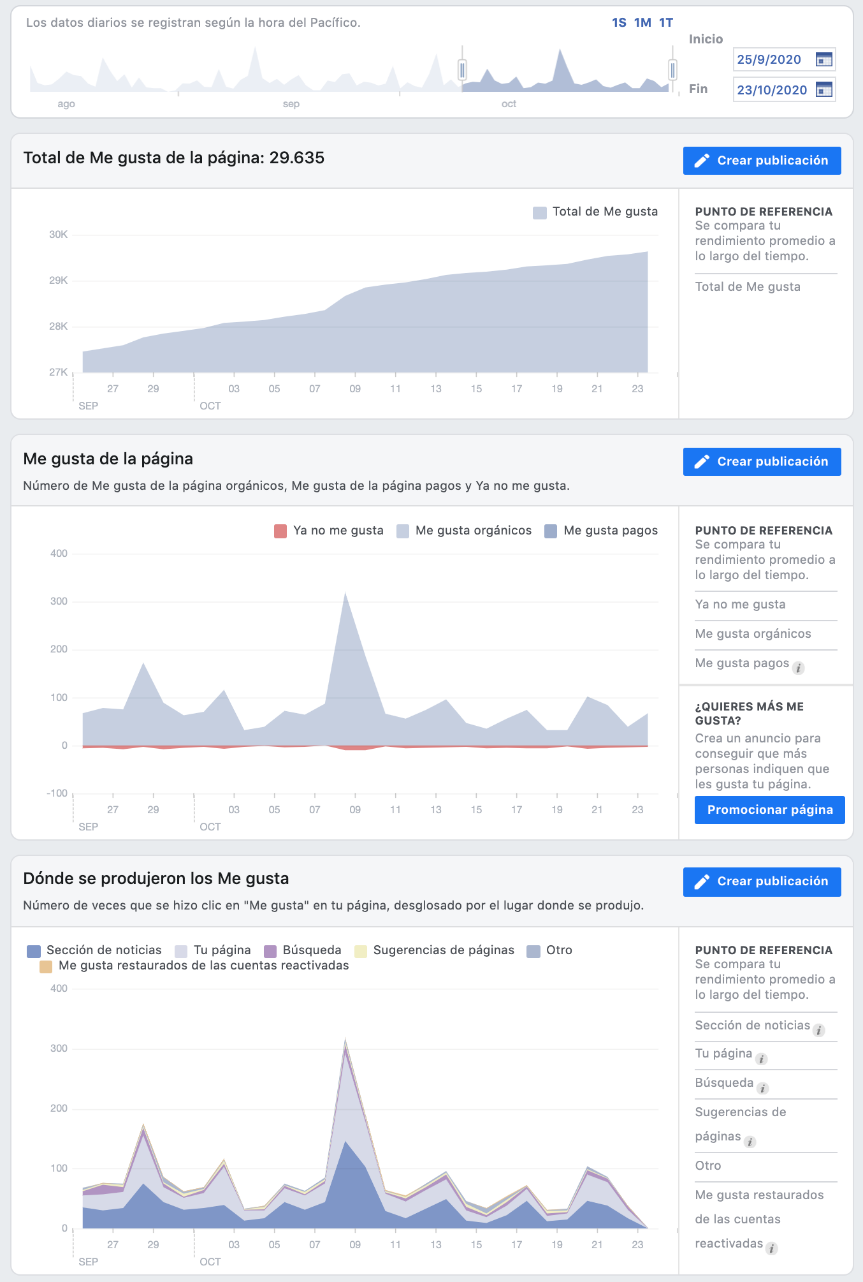 Los datos diarios se registran según la hora del Pacífico.
1S 1M 1T
Inicio
25/9/2020
Fin
23/10/2020
ago sep oct
Total de Me gusta de la página: 29.635
Crear publicación
Total de Me gusta
30K
29K
28K
27K
27 29 03 05 07 09 11 13 15 17 19 21 23
SEP OCT
PUNTO DE REFERENCIA
Se compara tu
rendimiento promedio a
lo largo del tiempo.
Total de Me gusta
Me gusta de la página
Número de Me gusta de la página orgánicos, Me gusta de la página pagos y Ya no me gusta.
Crear publicación
Ya no me gusta Me gusta orgánicos Me gusta pagos
400
300
200
100
0
-100
27 29 03 05 07 09 11 13 15 17 19 21 23
SEP OCT
PUNTO DE REFERENCIA
Se compara tu
rendimiento promedio a
lo largo del tiempo.
Ya no me gusta
Me gusta orgánicos
Me gusta pagos i
¿QUIERES MÁS ME
GUSTA?
Crea un anuncio para
conseguir que más
personas indiquen que
les gusta tu página.
Promocionar página
Dónde se produjeron los Me gusta
Número de veces que se hizo clic en "Me gusta" en tu página, desglosado por el lugar donde se produjo.
Crear publicación
Sección de noticias Tu página Búsqueda Sugerencias de páginas Otro
Me gusta restaurados de las cuentas reactivadas
400
300
200
100
0
27 29 03 05 07 09 11 13 15 17 19 21 23
SEP OCT
PUNTO DE REFERENCIA
Se compara tu
rendimiento promedio a
lo largo del tiempo.
Sección de noticias i
Tu página i
Búsqueda i
Sugerencias de
páginas i
Otro
Me gusta restaurados
de las cuentas
reactivadas i